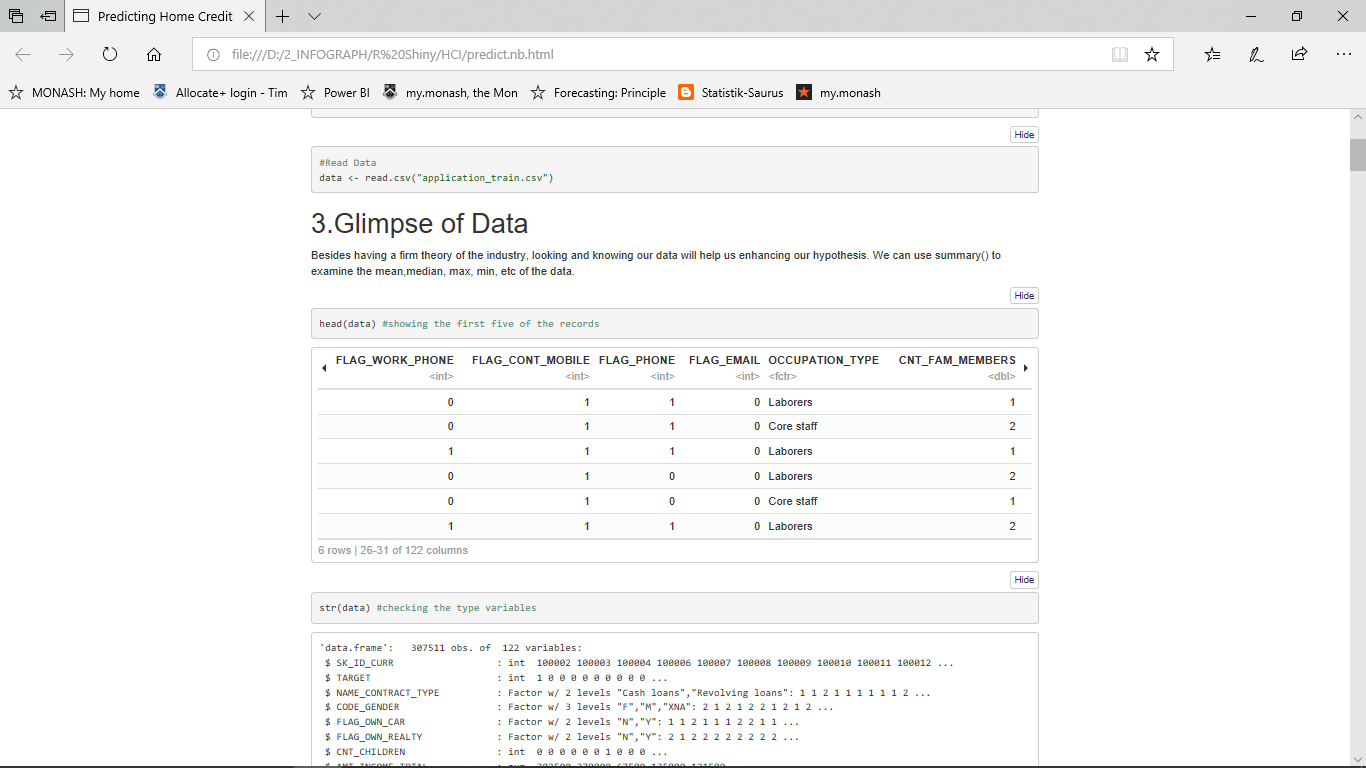 Predicting Home Credit
file:///D:/2_INFOGRAPH/R%20Shiny/HCI/predict.nb.html
MONASH: My home Allocate+ login - Tim Power BI my.monash, the Mon Forecasting: Principle Statistik-Saurus my.monash
Hide
#Read Data
data <- read.csv("application_train.csv")
3.Glimpse of Data
Besides having a firm theory of the industry, looking and knowing our data will help us enhancing our hypothesis. We can use summary() to
examine the mean,median, max, min, etc of the data.
Hide
head(data) #showing the first five of the records
FLAG_WORK_PHONE FLAG_CONT_MOBILE FLAG_PHONE FLAG_EMAIL OCCUPATION_TYPE CNT_FAM_MEMBERS
<int> <int> <int> <int> <fctr> <dbl>
0 1 1 0 Laborers 1
0 1 1 0 Core staff 2
1 1 1 0 Laborers 1
0 1 0 0 Laborers 2
0 1 0 0 Core staff 1
1 1 1 0 Laborers 2
6 rows | 26-31 of 122 columns
Hide
str(data) #checking the type variables
'data.frame': 307511 obs. of 122 variables:
$ SK_ID_CURR : int 100002 100003 100004 100006 100007 100008 100009 100010 100011 100012 ...
$ TARGET : int 1 0 0 0 0 0 0 0 0 0 ...
$ NAME_CONTRACT_TYPE : Factor w/ 2 levels "Cash loans","Revolving loans": 1 1 2 1 1 1 1 1 1 2 ...
$ CODE_GENDER : Factor w/ 3 levels "F","M","XNA": 2 1 2 1 2 2 1 2 1 2 ...
$ FLAG_OWN_CAR : Factor w/ 2 levels "N","Y": 1 1 2 1 1 1 2 2 1 1 ...
$ FLAG_OWN_REALTY : Factor w/ 2 levels "N","Y": 2 1 2 2 2 2 2 2 2 2 ...
$ CNT_CHILDREN : int 0 0 0 0 0 0 1 0 0 0 ...